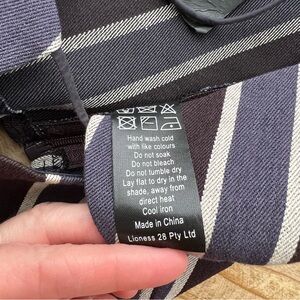 Hand wash cold
with like colours
Do not soak
Do not bleach
Do not tumble dry
Lay flat to dry in the
shade, away from
direct heat
Cool iron
Made in China
Lioness 28 Pty Ltd